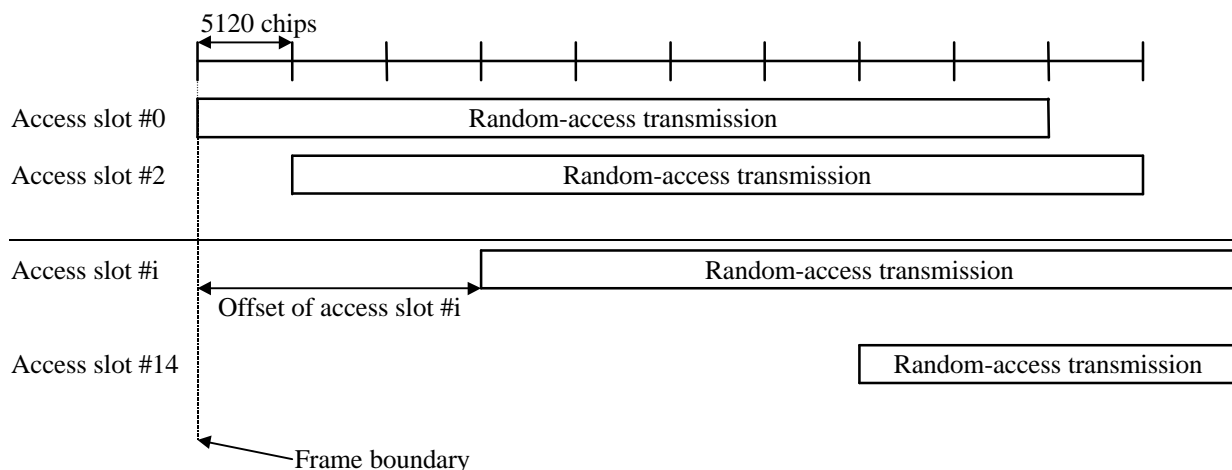 5120 chips
Access slot #0
Random-access transmission
Access slot #2
Random-access transmission
Access slot #i
Random-access transmission
Offset of access slot #i
Access slot #14
Random-access transmission
Frame boundary